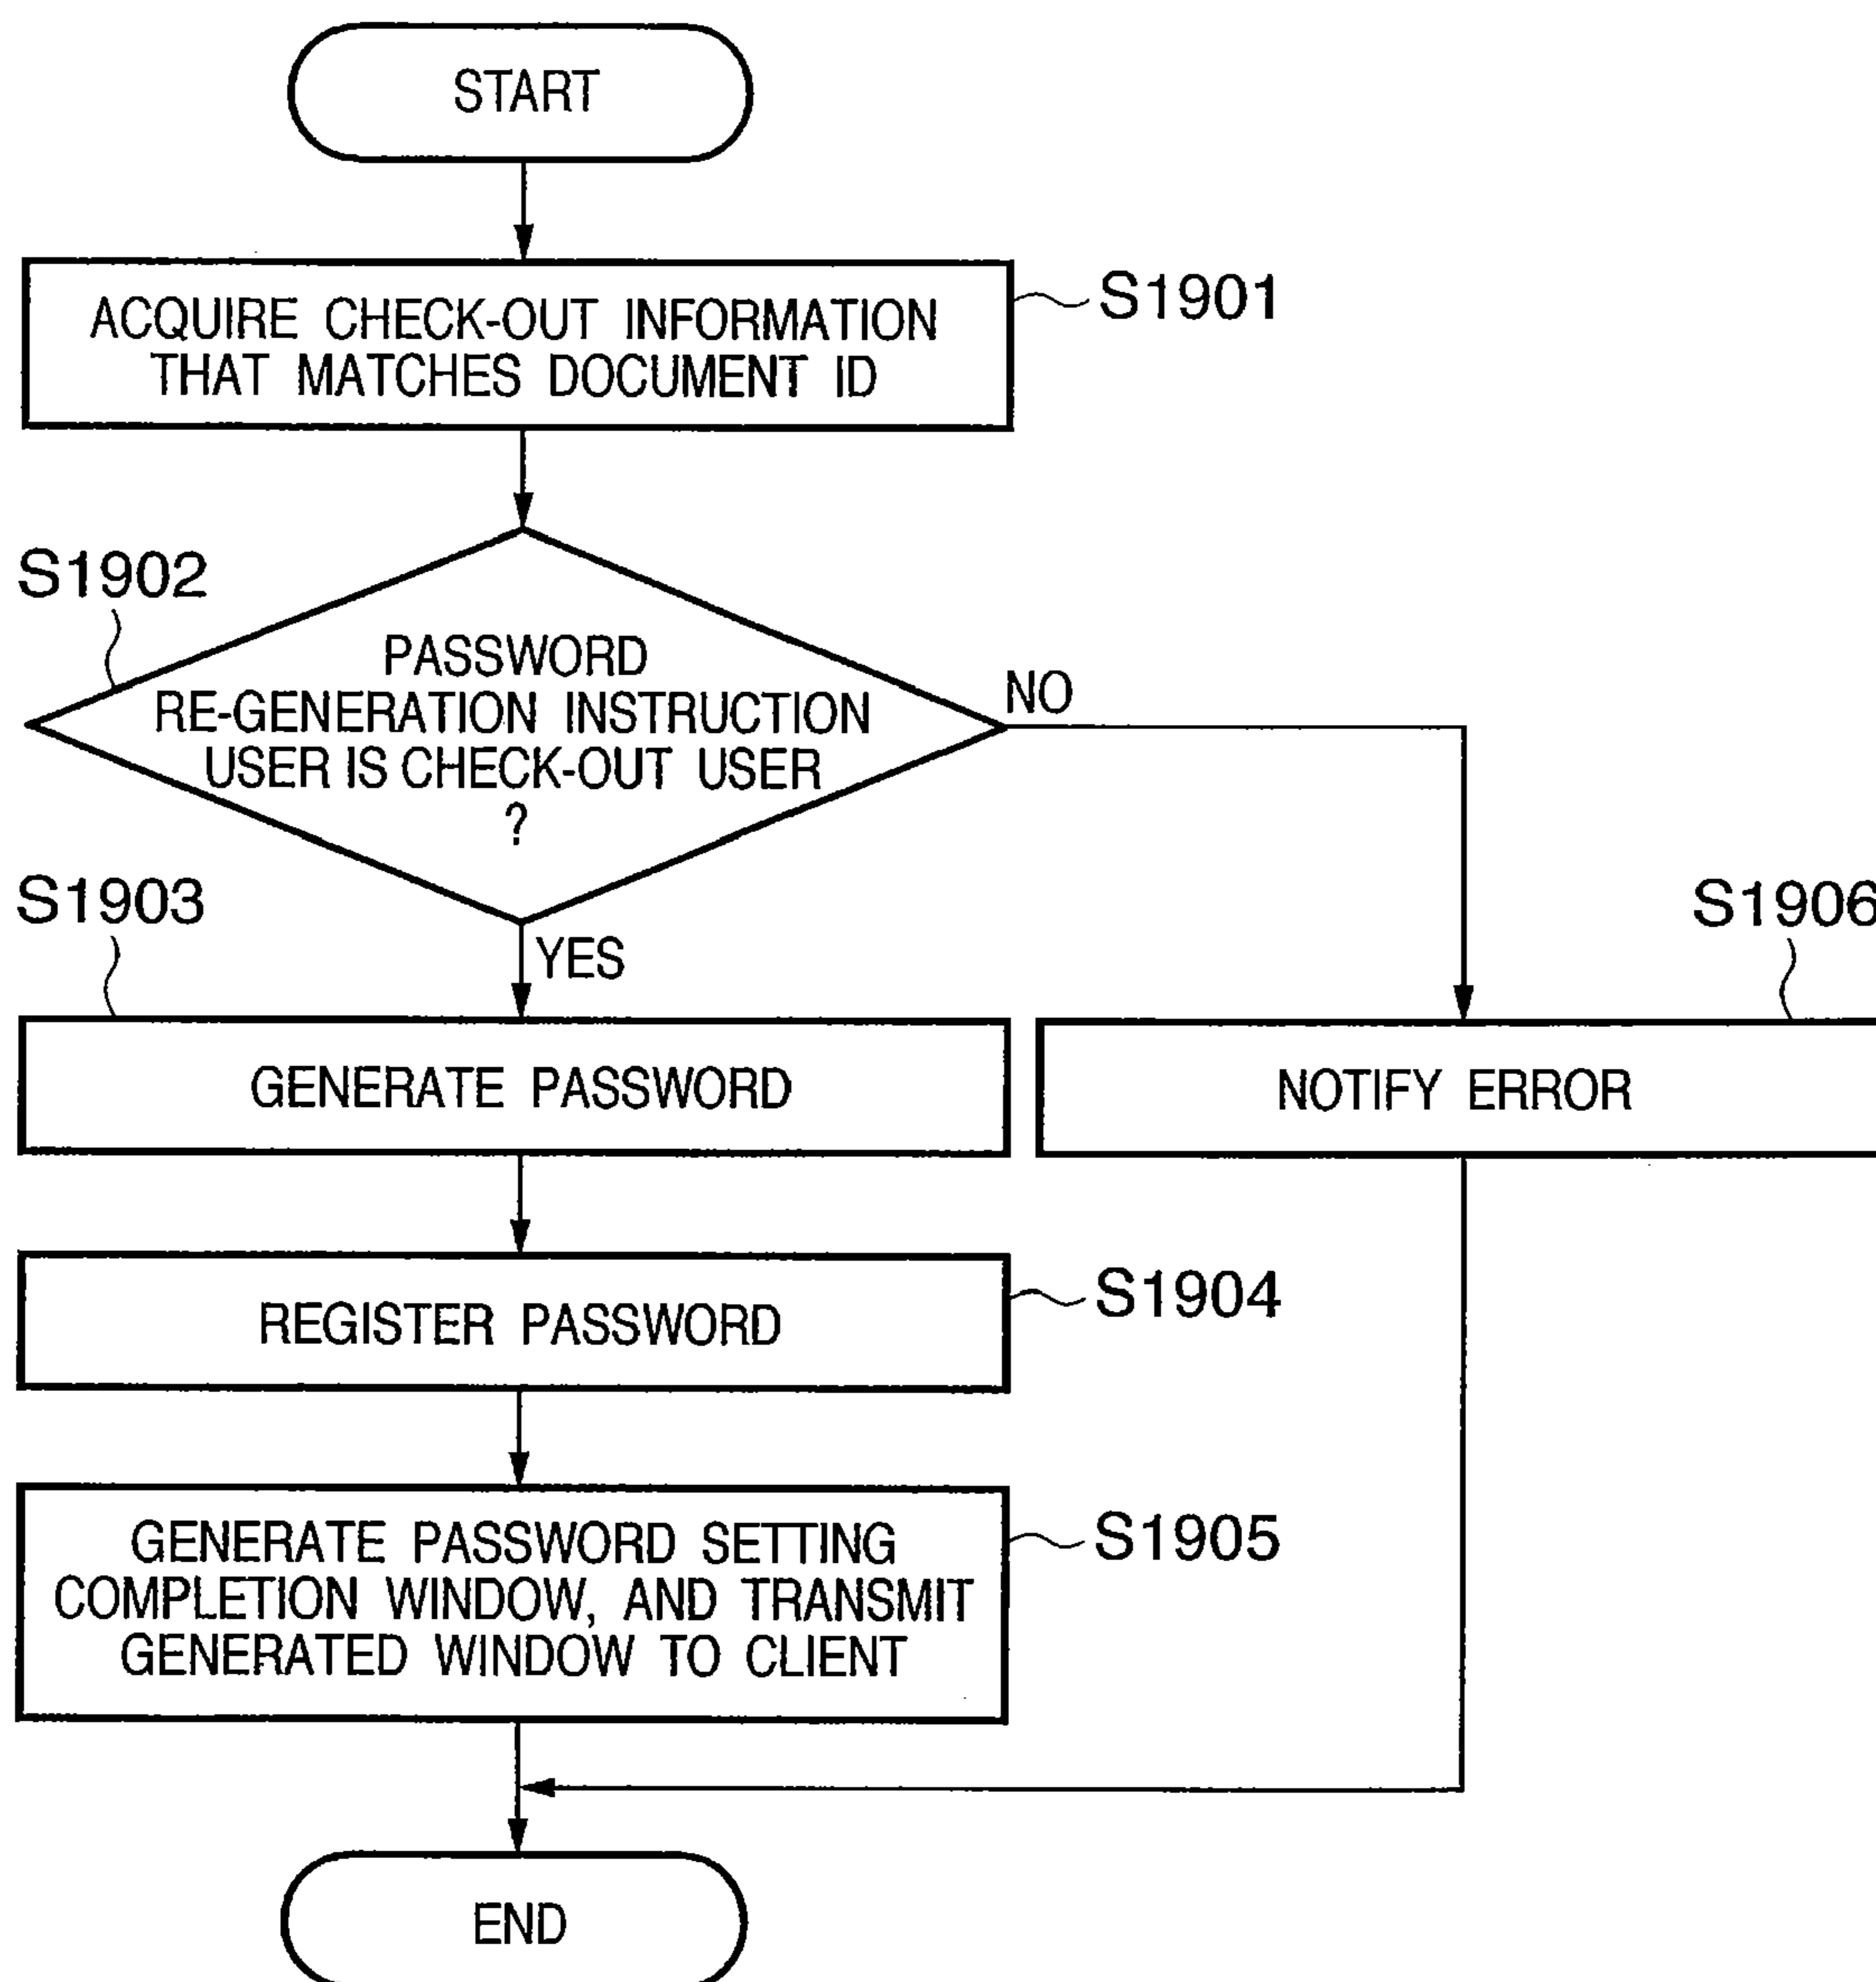 START
ACQUIRE CHECK-OUT INFORMATION
THAT MATCHES DOCUMENT ID
S1901
S1902
PASSWORD
RE-GENERATION INSTRUCTION
USER IS CHECK-OUT USER
?
NO
YES
S1903
GENERATE PASSWORD
S1906
NOTIFY ERROR
REGISTER PASSWORD
S1904
GENERATE PASSWORD SETTING
COMPLETION WINDOW, AND TRANSMIT
GENERATED WINDOW TO CLIENT
S1905
END